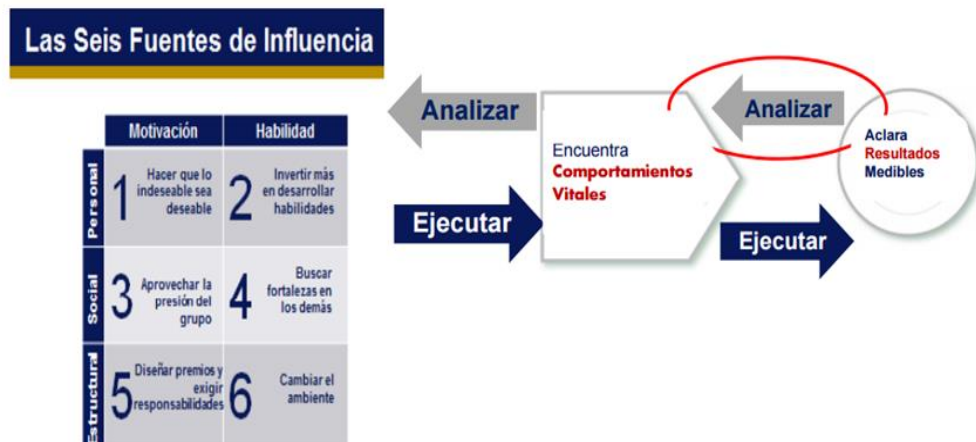 Las Seis Fuentes de Influencia
Motivación
Habilidad
Personal
1
Hacer que lo
indeseable sea
deseable
2
Invertir más
en desarrollar
habilidades
Social
3
Aprovechar la
presión del
grupo
4
Buscar
fortalezas en
los demás
Estructural
5
Diseñar premios y
exigir
responsabilidades
6
Cambiar el
ambiente
Analizar
Ejecutar
Encuentra
Comportamientos
Vitales
Analizar
Ejecutar
Aclara
Resultados
Medibles